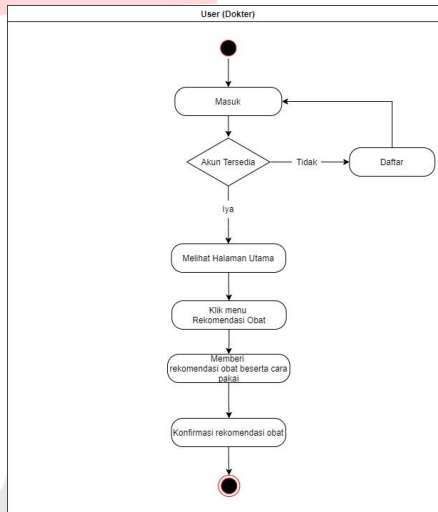 User (Dokter)
Masuk
Akun Tersedia
Tidak
Daftar
Iya
Melihat Halaman Utama
Klik menu
Rekomendasi Obat
Memberi
rekomendasi obat beserta cara
pakai
Konfirmasi rekomendasi obat